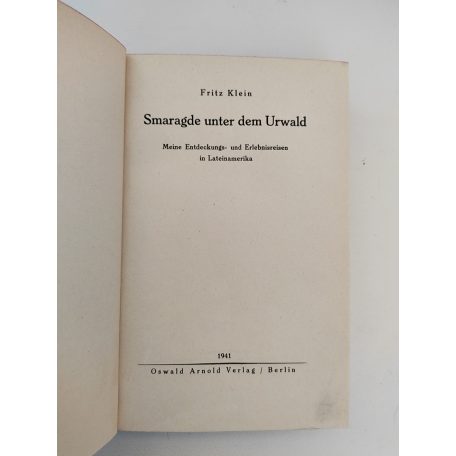 Fritz Klein
Smaragde unter dem Urwald
Meine Entdeckungs- und Erlebnisreisen
in Lateinamerika
1941
Oswald Arnold Verlag / Berlin